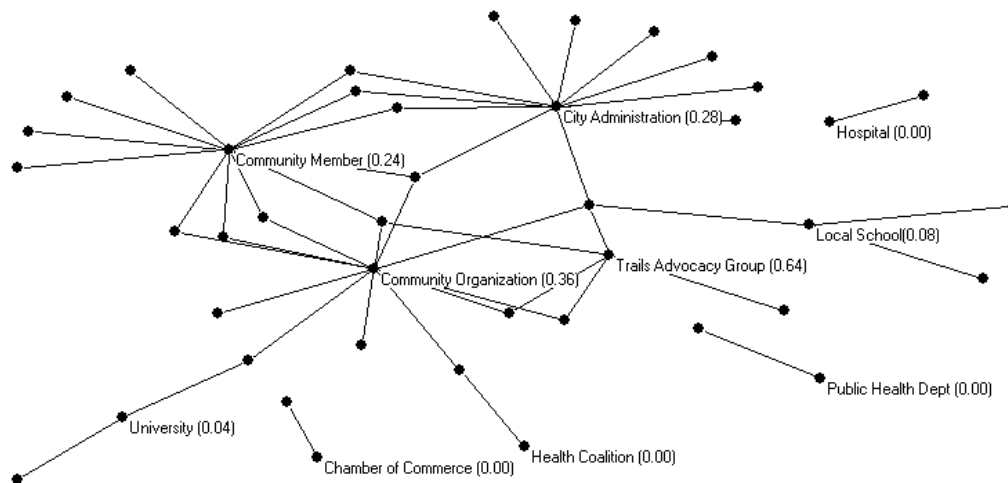 City Administration (0.28)
Hospital (0.00)
Community Member (0.24)
Local School(0.08)
Trails Advocacy Group (0.64)
Community Organization (0.36)
Public Health Dept (0.00)
University (0.04)
Health Coalition (0.00)
Chamber of Commerce (0.00)